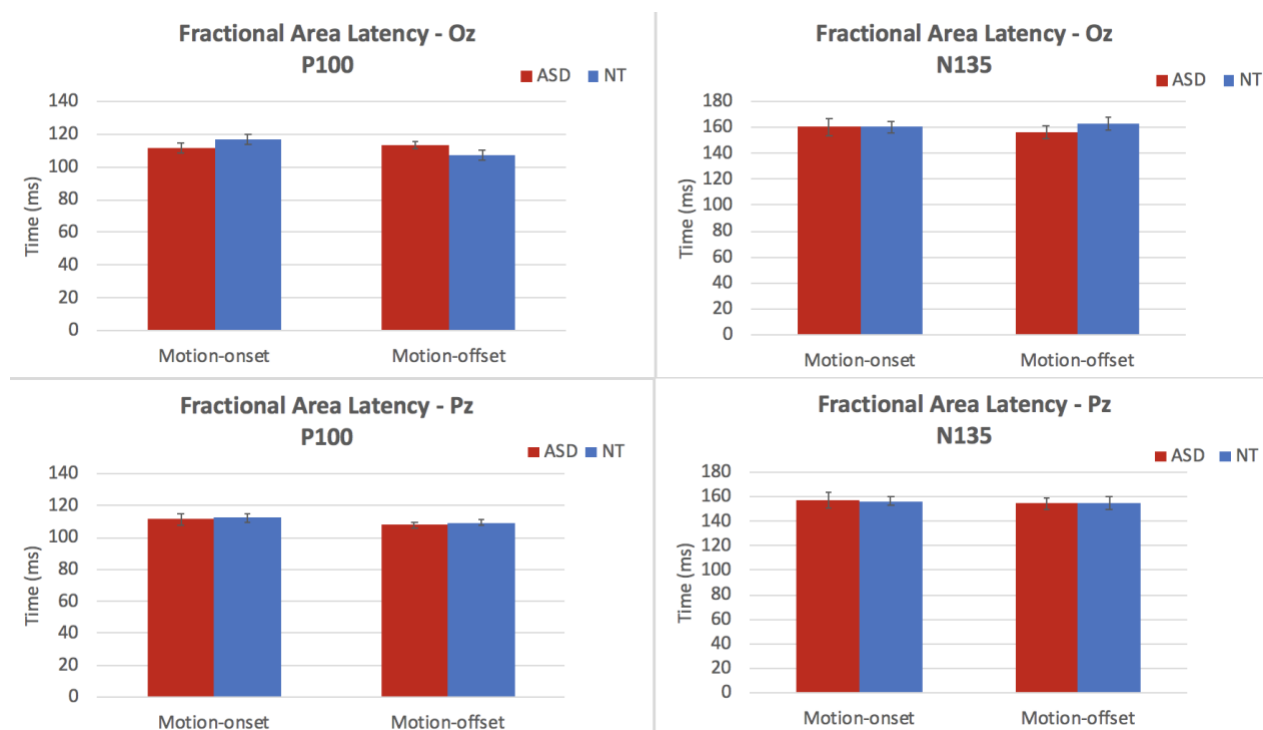 Fractional Area Latency - Oz
P100
ASD NT
140
120
100
80
60
40
20
0
Time (ms)
Motion-onset Motion-offset
Fractional Area Latency - Oz
N135
ASD NT
180
160
140
120
100
80
60
40
20
0
Time (ms)
Motion-onset Motion-offset
Fractional Area Latency - Pz
P100
ASD NT
140
120
100
80
60
40
20
0
Time (ms)
Motion-onset Motion-offset
Fractional Area Latency - Pz
N135
ASD NT
180
160
140
120
100
80
60
40
20
0
Time (ms)
Motion-onset Motion-offset